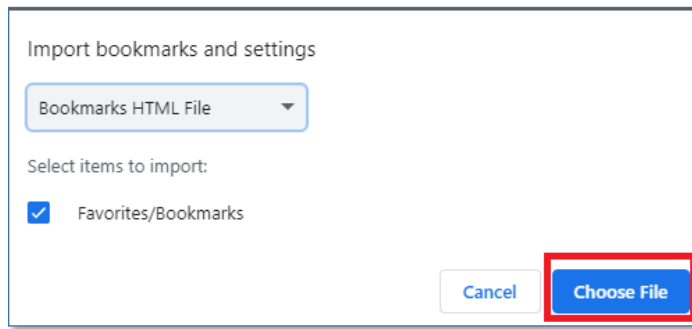 Import bookmarks and settings
Bookmarks HTML File
Select items to import:
Favorites/Bookmarks
Cancel
Choose File